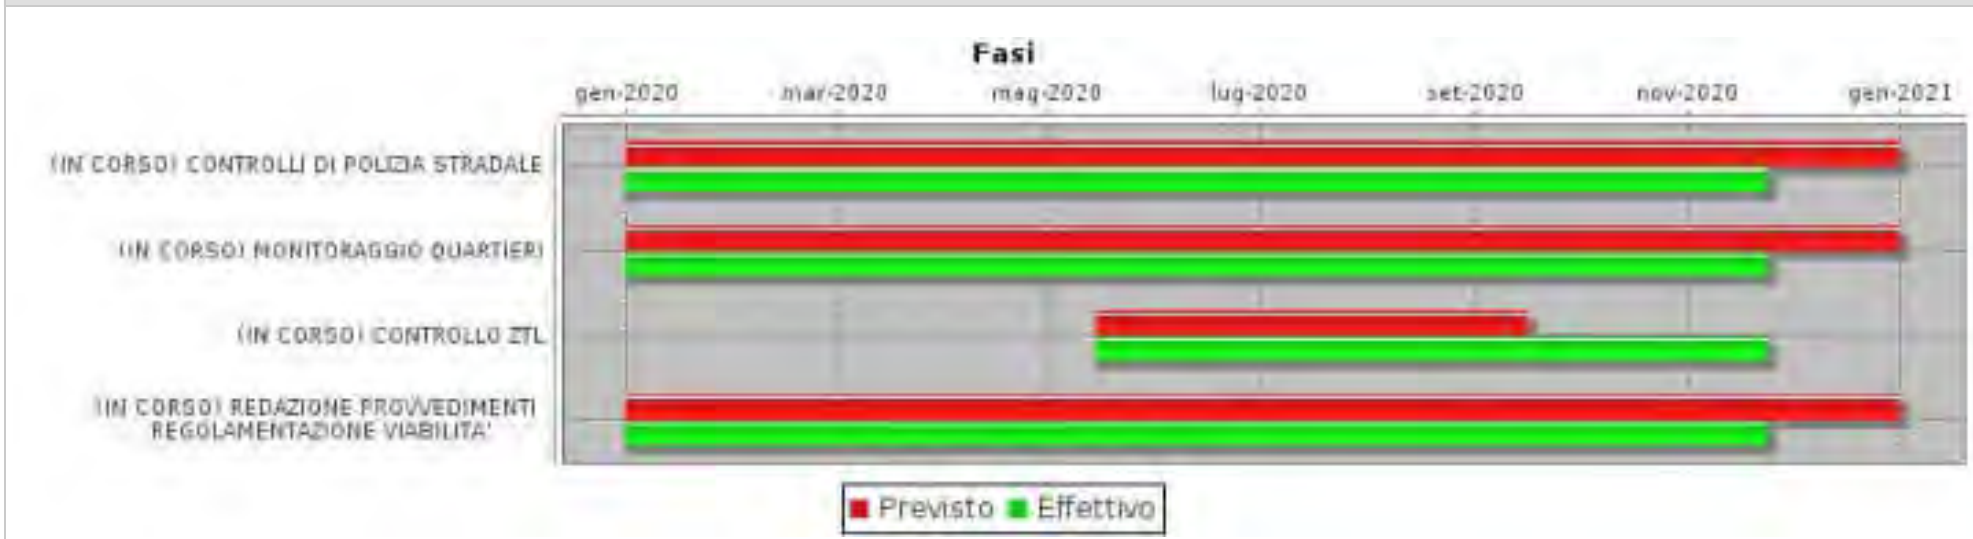 Fasi
gen-2020 mar-2020 mag-2020 lug-2020 set-2020 nov-2020 gen-2021
(IN CORSO) CONTROLLI DI POLIZIA STRADALE
(IN CORSO) MONITORAGGIO QUARTIERI
(IN CORSO) CONTROLLO ZTL
(IN CORSO) REDAZIONE PROVVEDIMENTI
REGOLAMENTAZIONE VIABILITA'
Previsto Effettivo